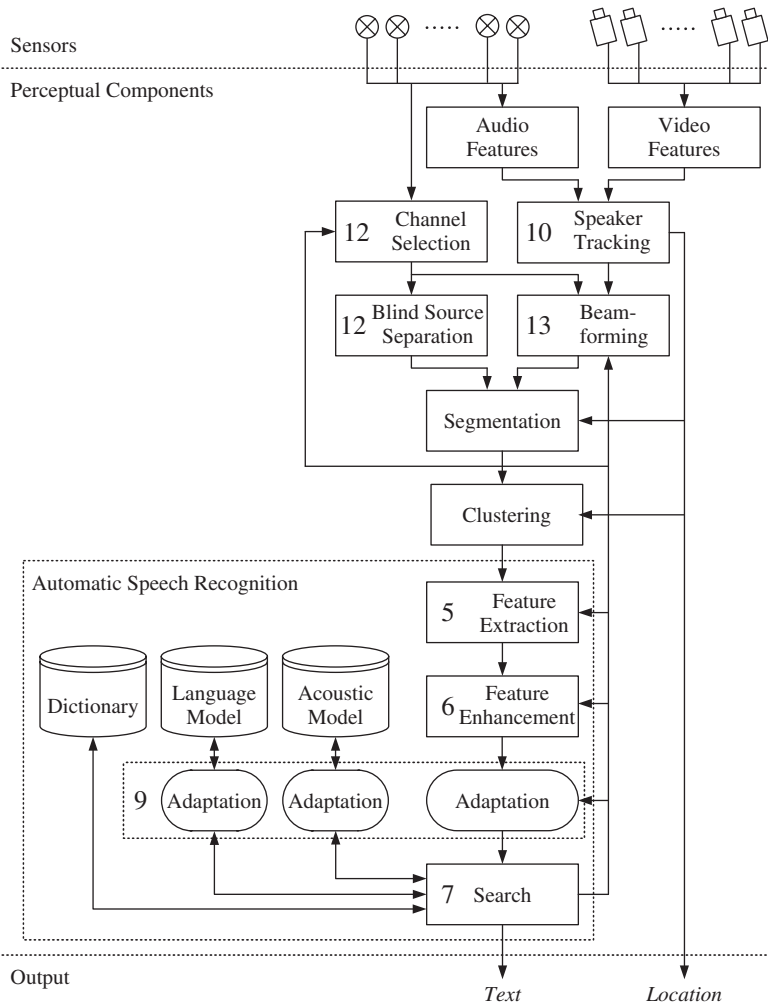 Sensors
.....
.....
Perceptual Components
Audio
Features
Video
Features
12
Channel
Selection
10
Speaker
Tracking
12
Blind Source
Separation
13
Beam-
forming
Segmentation
Clustering
Automatic Speech Recognition
5
Feature
Extraction
Dictionary
Language
Model
Acoustic
Model
6
Feature
Enhancement
9
Adaptation
Adaptation
Adaptation
7 Search
Output
Text
Location